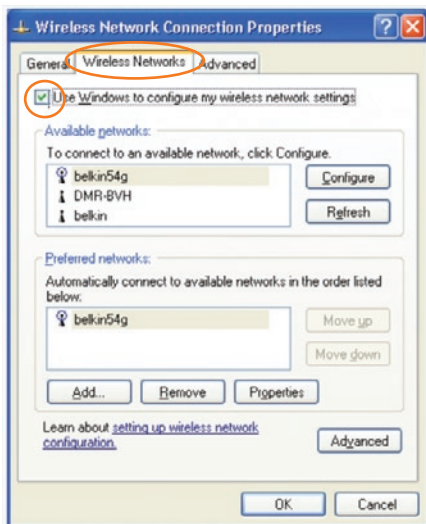 Wireless Network Connection Properties
General Wireless Networks Advanced
Use Windows to configure my wireless network settings
Available networks:
To connect to an available network, click Configure.
belkin54g
Configure
DMR-BVH
belkin
Refresh
Preferred networks:
Automatically connect to available networks in the order listed
below:
belkin54g
Move up
Move down
Add... Remove Properties
Learn about setting up wireless network
configuration.
Advanced
OK Cancel